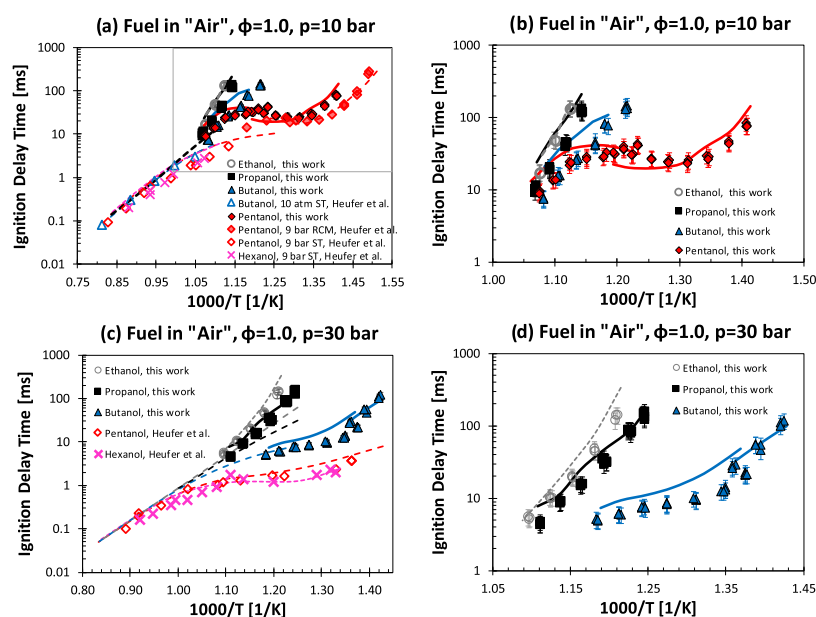 (a) Fuel in "Air", ϕ=1.0, p=10 bar
Ignition Delay Time [ms]
1000
100
10
1
0.1
0.01
0.75
0.85
0.95
1.05
1.15
1.25
1.35
1.45
1.55
1000/T [1/K]
Ethanol, this work
Propanol, this work
Butanol, this work
Butanol, 10 atm ST, Heufer et al.
Pentanol, this work
Pentanol, 9 bar RCM, Heufer et al.
Pentanol, 9 bar ST, Heufer et al.
Hexanol, 9 bar ST, Heufer et al.
(b) Fuel in "Air", ϕ=1.0, p=10 bar
Ignition Delay Time [ms]
1000
100
10
1
1.00
1.10
1.20
1.30
1.40
1.50
1000/T [1/K]
Ethanol, this work
Propanol, this work
Butanol, this work
Pentanol, this work
(c) Fuel in "Air", ϕ=1.0, p=30 bar
Ignition Delay Time [ms]
1000
100
10
1
0.1
0.01
0.80
0.90
1.00
1.10
1.20
1.30
1.40
1000/T [1/K]
Ethanol, this work
Propanol, this work
Butanol, this work
Pentanol, Heufer et al.
Hexanol, Heufer et al.
(d) Fuel in "Air", ϕ=1.0, p=30 bar
Ignition Delay Time [ms]
1000
100
10
1
1.05
1.15
1.25
1.35
1.45
1000/T [1/K]
Ethanol, this work
Propanol, this work
Butanol, this work